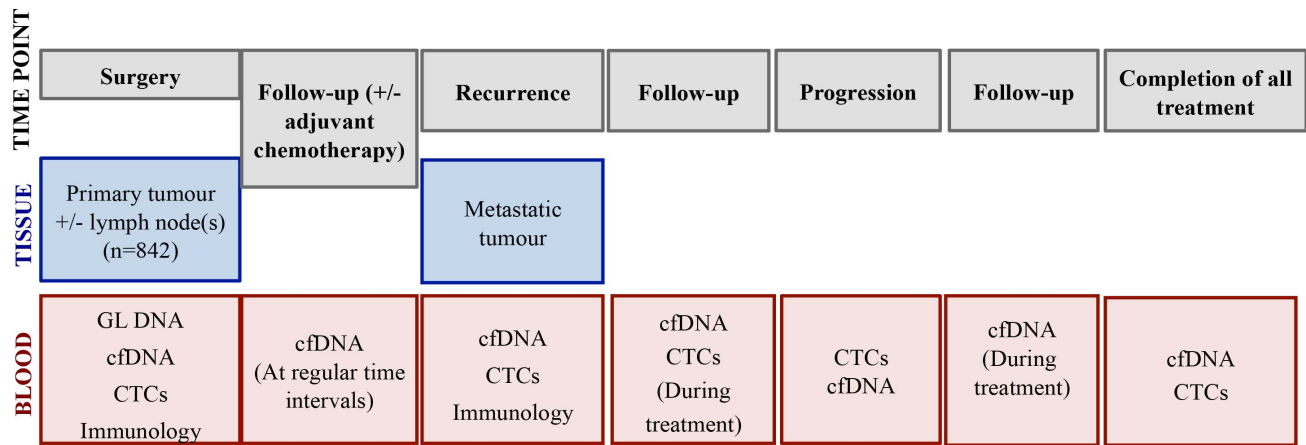 TIME POINT
Surgery
Follow-up (+/-
adjuvant
chemotherapy)
Recurrence
Follow-up
Progression
Follow-up
Completion of all
treatment
TISSUE
Primary tumour
+/- lymph node(s)
(n=842)
Metastatic
tumour
BLOOD
GL DNA
cfDNA
CTCs
Immunology
cfDNA
(At regular time
intervals)
cfDNA
CTCs
Immunology
cfDNA
CTCs
(During
treatment)
CTCs
cfDNA
cfDNA
(During
treatment)
cfDNA
CTCs